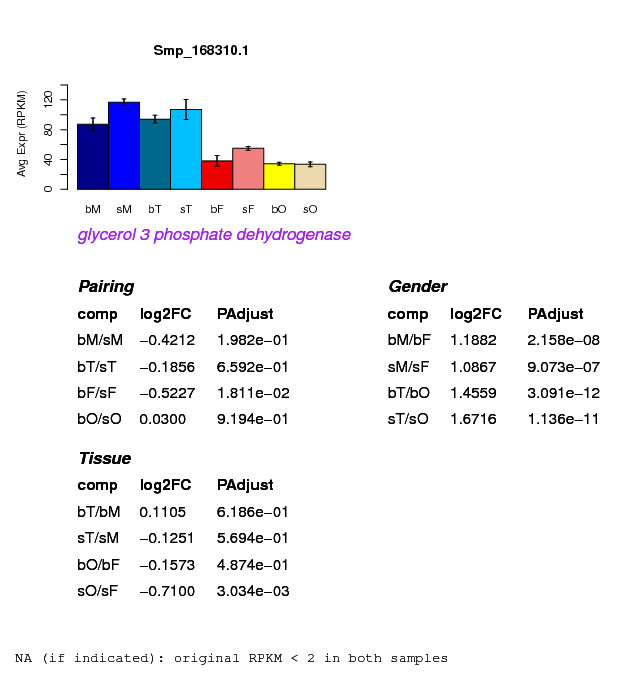 Smp_168310.1
Avg Expr (RPKM)
0 40 80 120
bM sM bT sT bF sF bO sO
glycerol 3 phosphate dehydrogenase
Pairing
comp log2FC PAdjust
bM/sM −0.4212 1.982e−01
bT/sT −0.1856 6.592e−01
bF/sF −0.5227 1.811e−02
bO/sO 0.0300 9.194e−01
Gender
comp log2FC PAdjust
bM/bF 1.1882 2.158e−08
sM/sF 1.0867 9.073e−07
bT/bO 1.4559 3.091e−12
sT/sO 1.6716 1.136e−11
Tissue
comp log2FC PAdjust
bT/bM 0.1105 6.186e−01
sT/sM −0.1251 5.694e−01
bO/bF −0.1573 4.874e−01
sO/sF −0.7100 3.034e−03
NA (if indicated): original RPKM < 2 in both samples